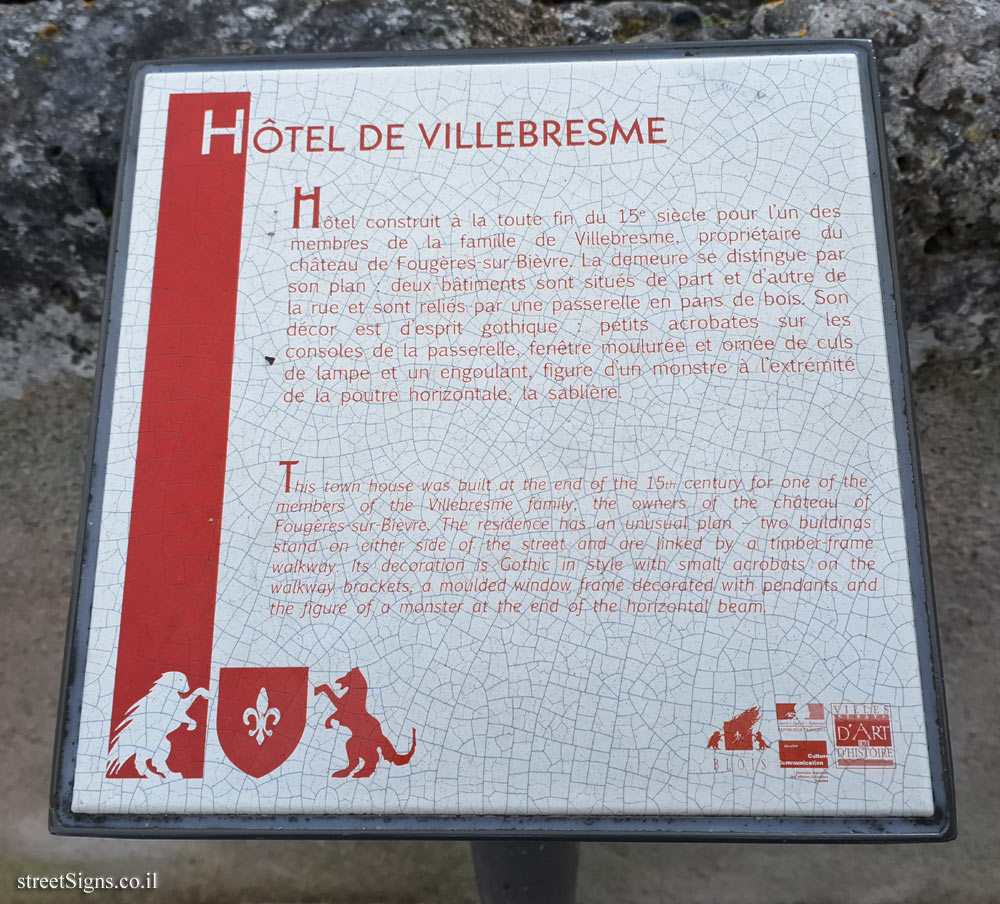 HÔTEL DE VILLEBRESME
Hôtel construit à la toute fin du 15e siècle pour l'un des
membres de la famille de Villebresme, propriétaire du
château de Fougères-sur-Bièvre. La demeure se distingue par
son plan : deux bâtiments sont situés de part et d'autre de
la rue et sont reliés par une passerelle en pans de bois. Son
décor est d'esprit gothique : petits acrobates sur les
consoles de la passerelle, fenêtre moulurée et ornée de culs
de lampe et un engoulant, figure d'un monstre à l'extrémité
de la poutre horizontale, la sablière.
This town house was built at the end of the 15th century for one of the
members of the Villebresme family, the owners of the château of
Fougères-sur-Bièvre. The residence has an unusual plan – two buildings
stand on either side of the street and are linked by a timber-frame
walkway. Its decoration is Gothic in style with small acrobats on the
walkway brackets, a moulded window frame decorated with pendants and
the figure of a monster at the end of the horizontal beam.
BLOIS
Culture
Communication
VILLES
D'ART
ET
D'HISTOIRE
streetSigns.co.il